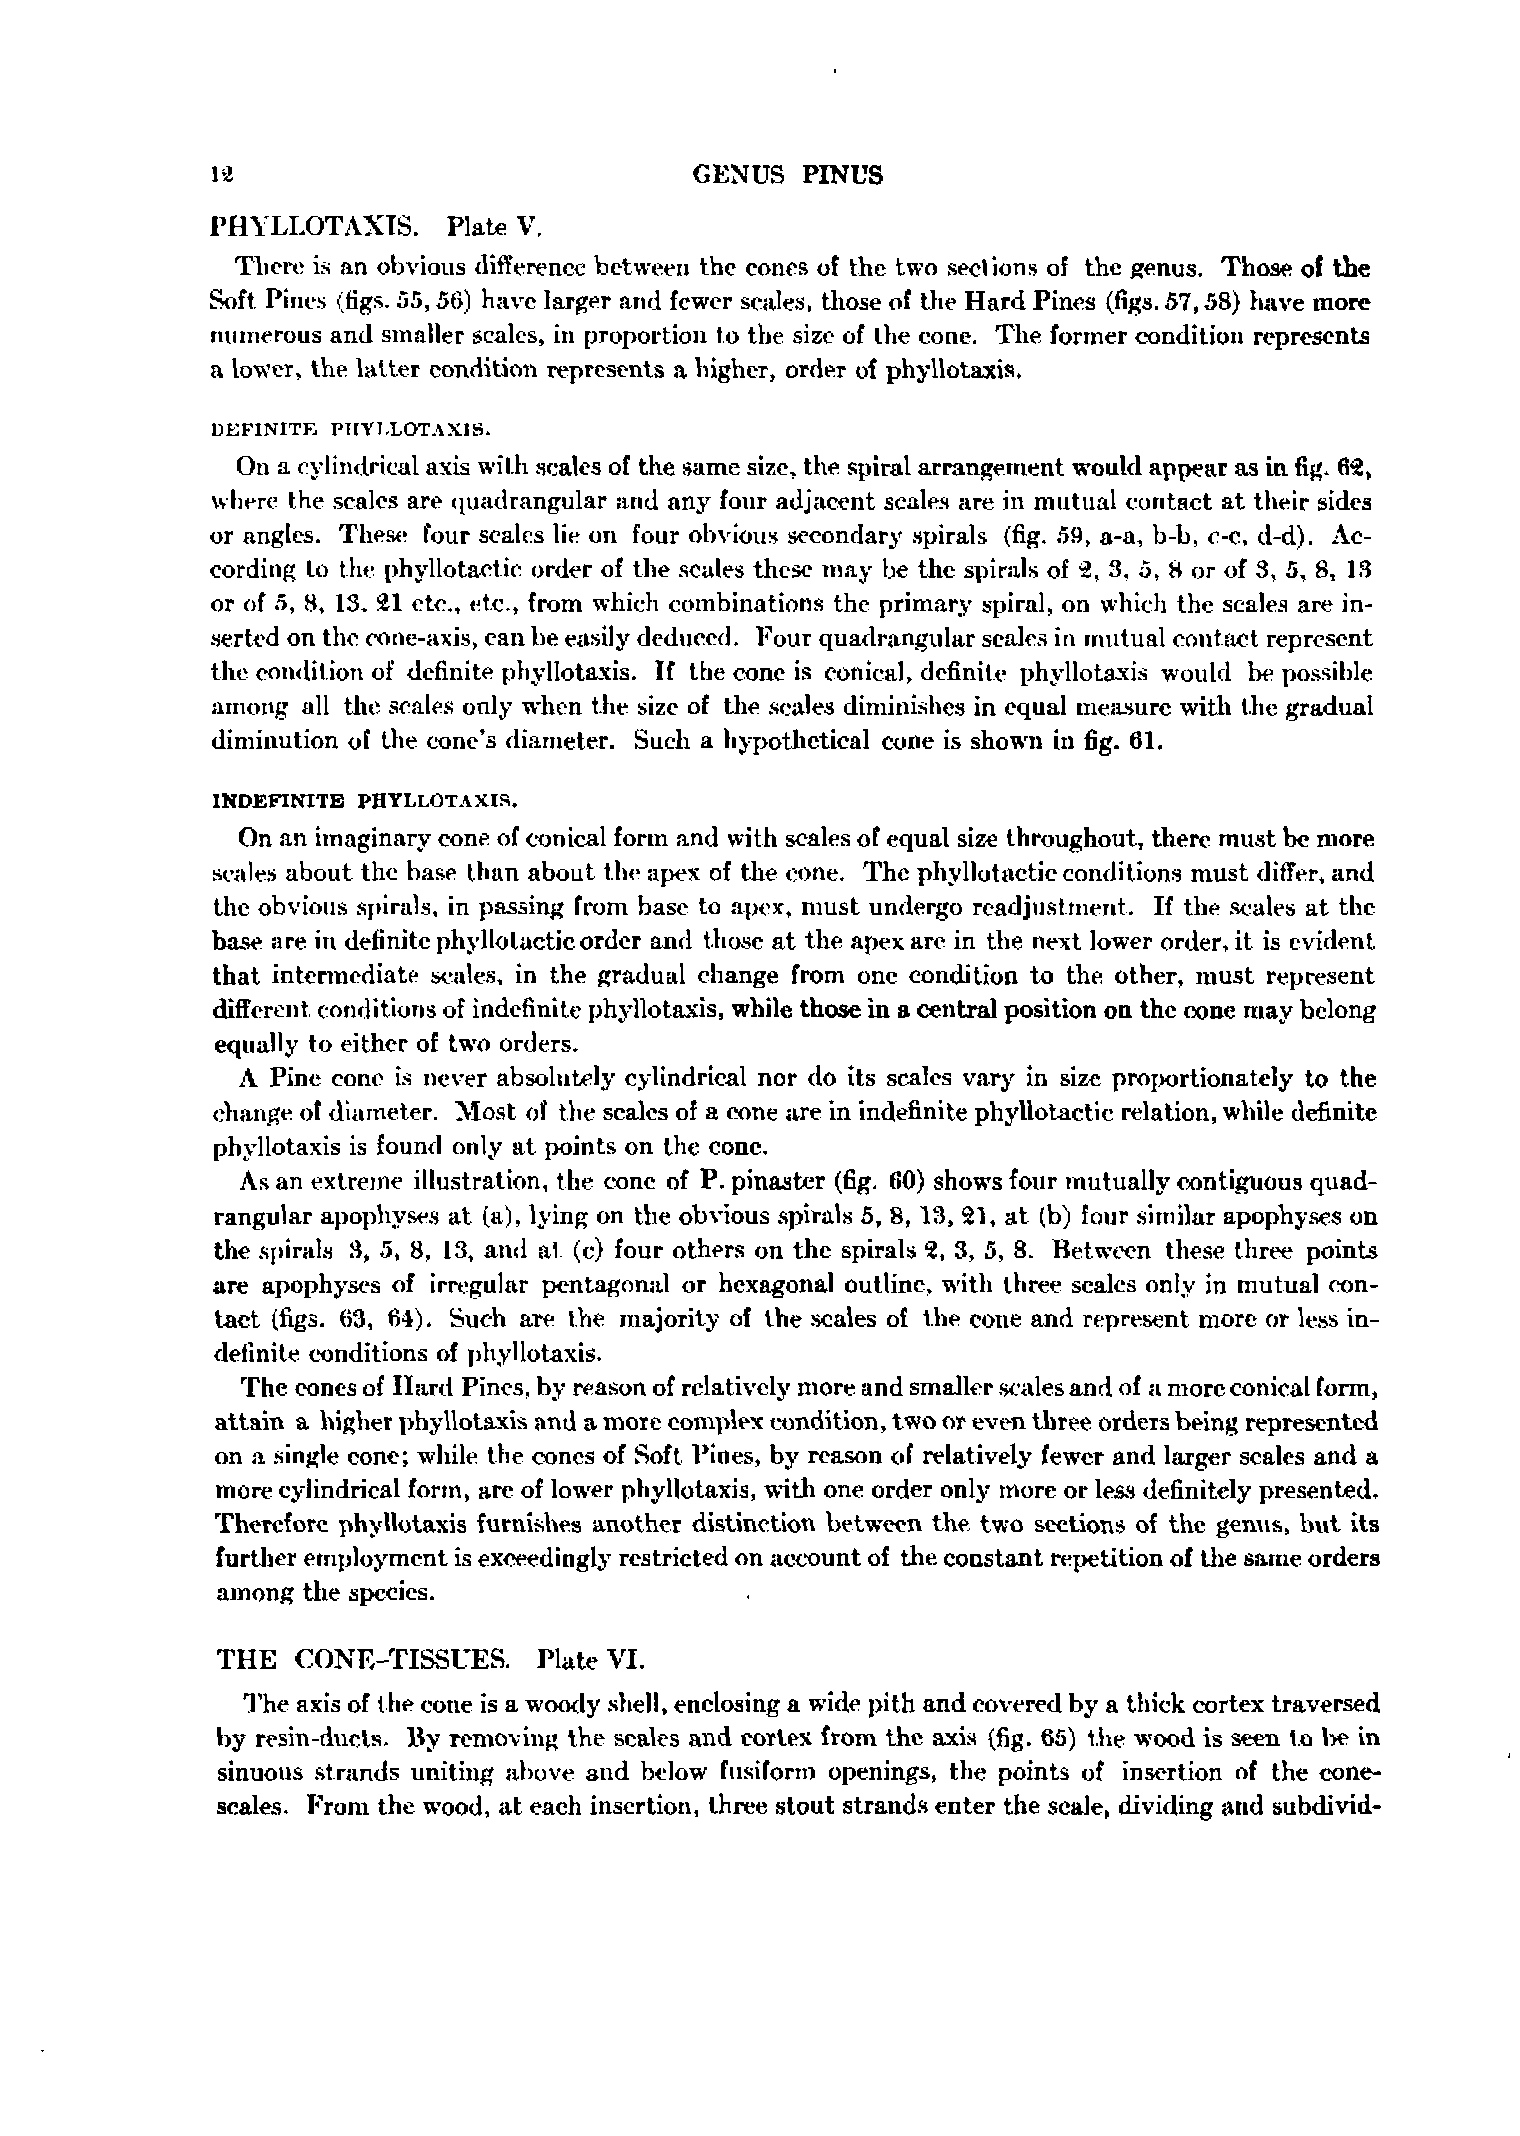 12 GENUS PINUS
PHYLLOTAXIS. Plate V.
There is an obvious difference between the cones of the two sections of the genus. Those of the
Soft Pines (figs. 55, 56) have larger and fewer scales, those of the Hard Pines (figs. 57, 58) have more
numerous and smaller scales, in proportion to the size of the cone. The former condition represents
a lower, the latter condition represents a higher, order of phyllotaxis.
DEFINITE PHYLLOTAXIS.
On a cylindrical axis with scales of the same size, the spiral arrangement would appear as in fig. 62,
where the scales are quadrangular and any four adjacent scales are in mutual contact at their sides
or angles. These four scales lie on four obvious secondary spirals (fig. 59, a-a, b-b, c-c, d-d). Ac-
cording to the phyllotactic order of the scales these may be the spirals of 2, 3, 5, 8 or of 3, 5, 8, 13
or of 5, 8, 13. 21 etc., etc., from which combinations the primary spiral, on which the scales are in-
serted on the cone-axis, can be easily deduced. Four quadrangular scales in mutual contact represent
the condition of definite phyllotaxis. If the cone is conical, definite phyllotaxis would be possible
among all the scales only when the size of the scales diminishes in equal measure with the gradual
diminution of the cone's diameter. Such a hypothetical cone is shown in fig. 61.
INDEFINITE PHYLLOTAXIS.
On an imaginary cone of conical form and with scales of equal size throughout, there must be more
scales about the base than about the apex of the cone. The phyllotactic conditions must differ, and
the obvious spirals, in passing from base to apex, must undergo readjustment. If the scales at the
base are in definite phyllotactic order and those at the apex are in the next lower order, it is evident
that intermediate scales, in the gradual change from one condition to the other, must represent
different conditions of indefinite phyllotaxis, while those in a central position on the cone may belong
equally to either of two orders.
A Pine cone is never absolutely cylindrical nor do its scales vary in size proportionately to the
change of diameter. Most of the scales of a cone are in indefinite phyllotactic relation, while definite
phyllotaxis is found only at points on the cone.
As an extreme illustration, the cone of P. pinaster (fig. 60) shows four mutually contiguous quad-
rangular apophyses at (a), lying on the obvious spirals 5, 8, 13, 21, at (b) four similar apophyses on
the spirals 3, 5, 8, 13, and at (c) four others on the spirals 2, 3, 5, 8. Between these three points
are apophyses of irregular pentagonal or hexagonal outline, with three scales only in mutual con-
tact (figs. 63, 64). Such are the majority of the scales of the cone and represent more or less in-
definite conditions of phyllotaxis.
The cones of Hard Pines, by reason of relatively more and smaller scales and of a more conical form,
attain a higher phyllotaxis and a more complex condition, two or even three orders being represented
on a single cone; while the cones of Soft Pines, by reason of relatively fewer and larger scales and a
more cylindrical form, are of lower phyllotaxis, with one order only more or less definitely presented.
Therefore phyllotaxis furnishes another distinction between the two sections of the genus, but its
further employment is exceedingly restricted on account of the constant repetition of the same orders
among the species.
THE CONE-TISSUES. Plate VI.
The axis of the cone is a woody shell, enclosing a wide pith and covered by a thick cortex traversed
by resin-ducts. By removing the scales and cortex from the axis (fig. 65) the wood is seen to be in
sinuous strands uniting above and below fusiform openings, the points of insertion of the cone-
scales. From the wood, at each insertion, three stout strands enter the scale, dividing and subdivid-